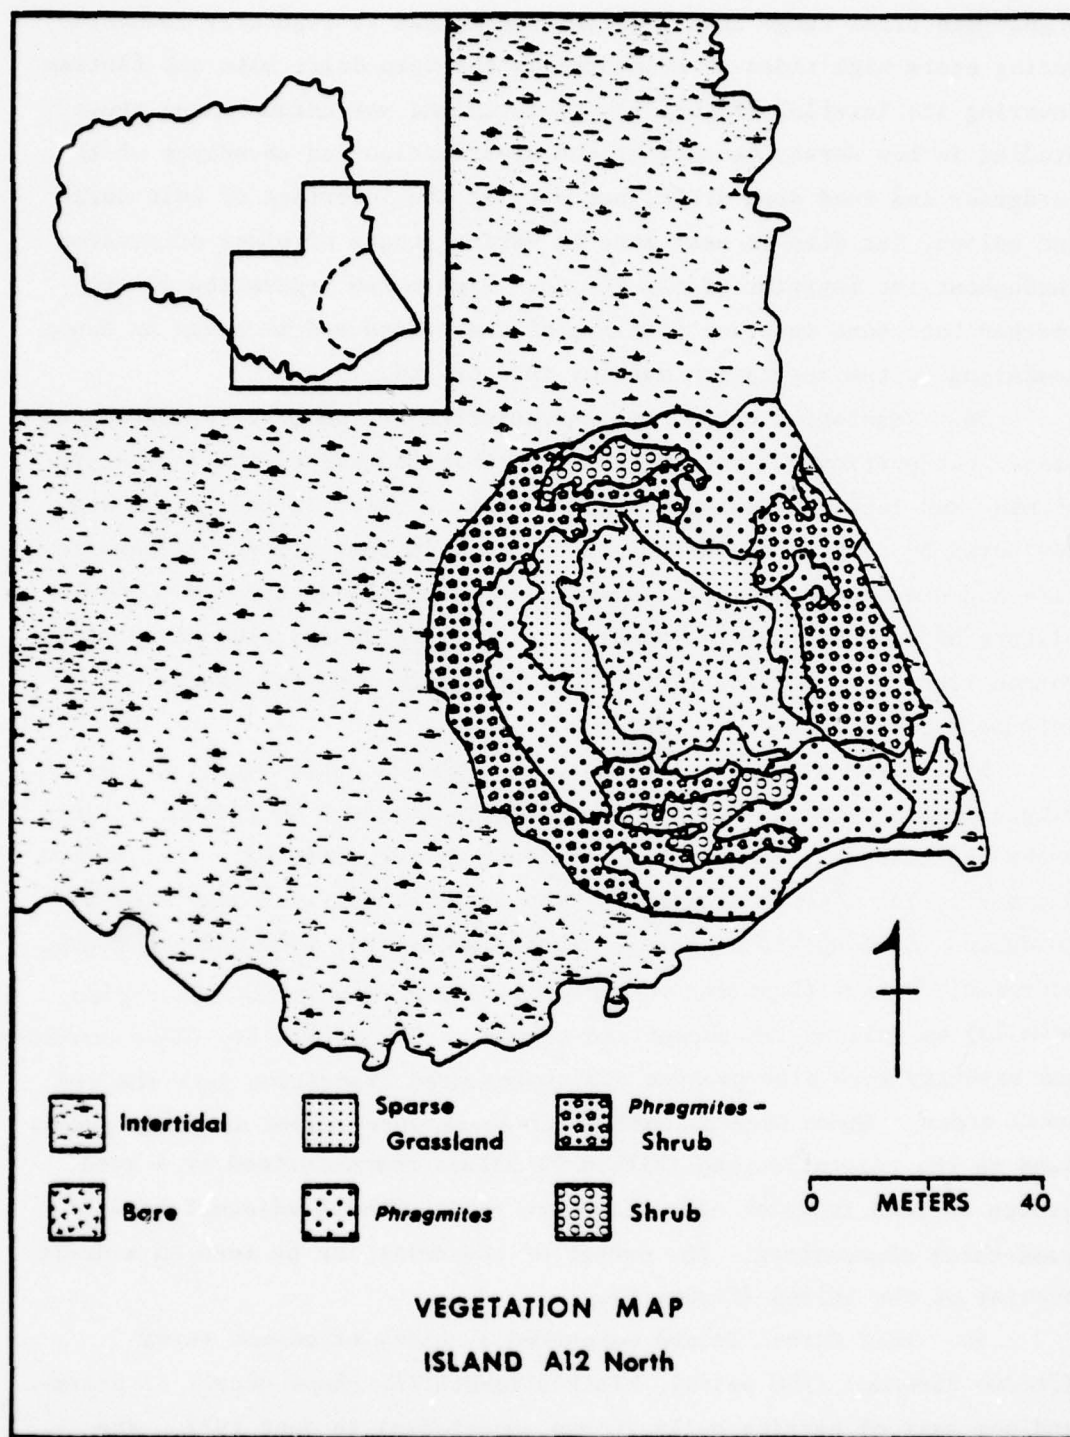 Intertidal
Sparse
Grassland
Phragmites-
Shrub
Bare
Phragmites
Shrub
0 METERS 40
VEGETATION MAP
ISLAND A12 North